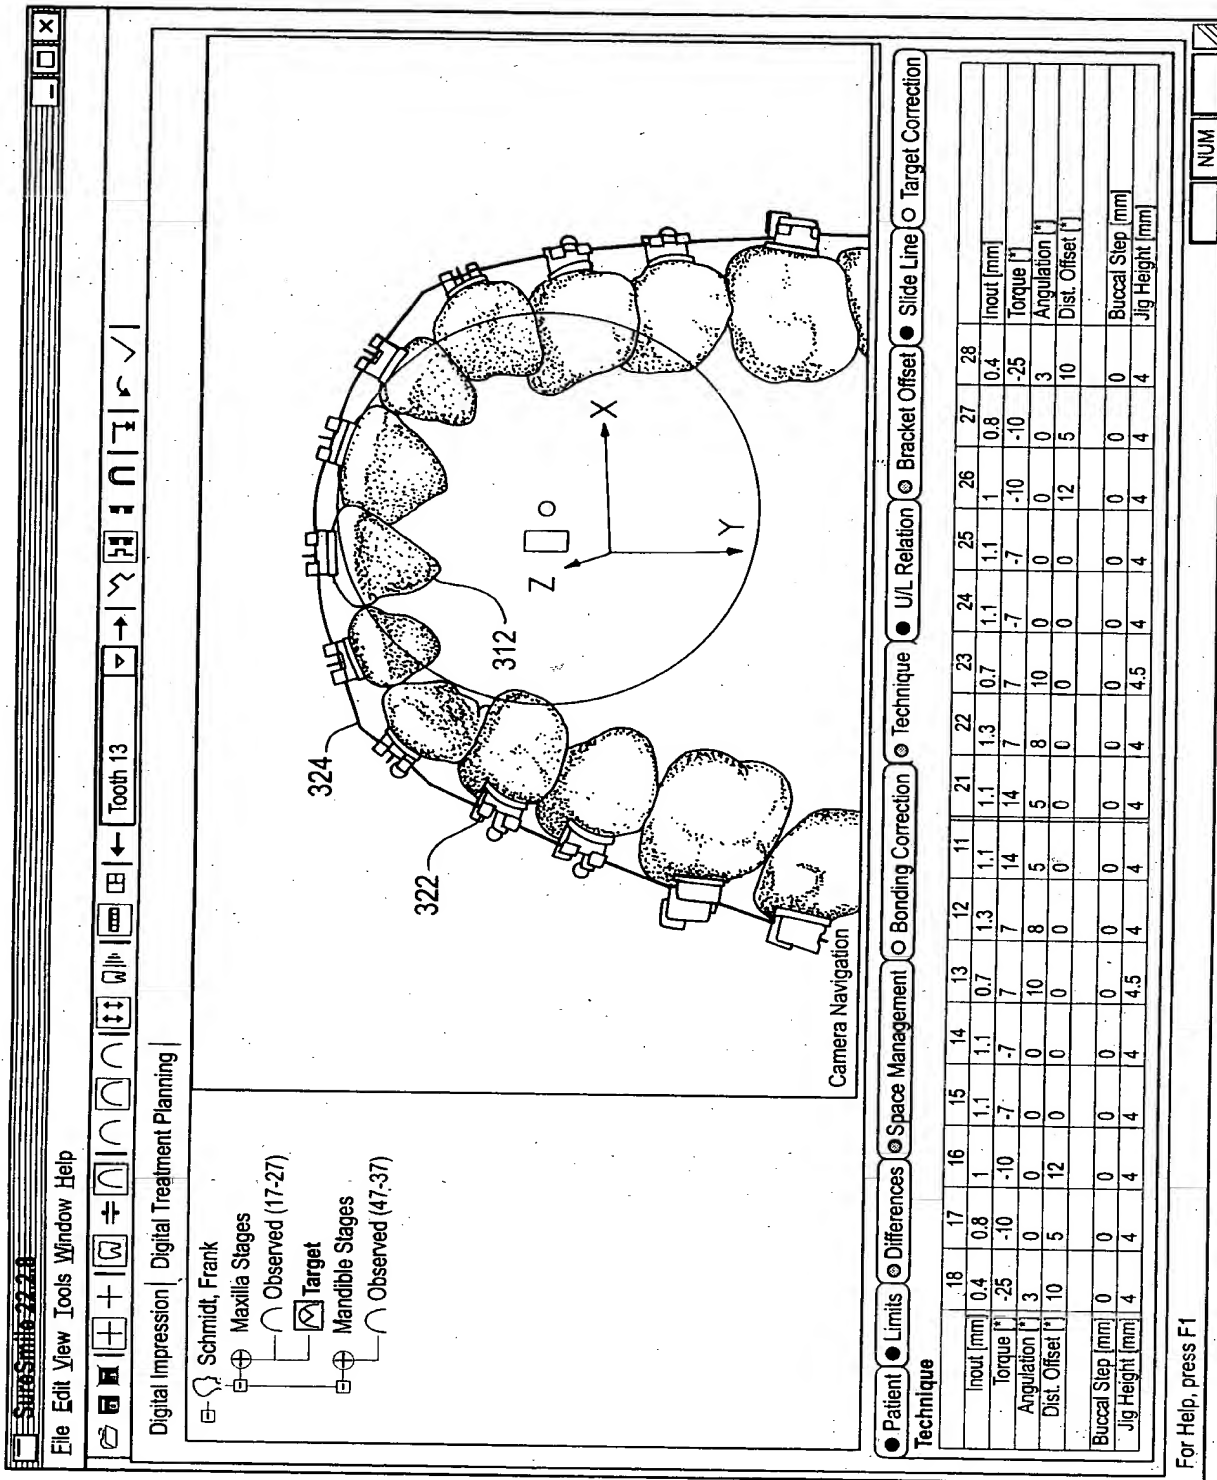 SureSmile 22.2.8
File Edit View Tools Window Help
Tooth 13
Digital Impression | Digital Treatment Planning |
Schmidt, Frank
Maxilla Stages
Observed (17-27)
Target
Mandible Stages
Observed (47-37)
324
322
312
Z
X
Y
Camera Navigation
Patient Limits Differences Space Management Bonding Correction Technique U/L Relation Bracket Offset Slide Line Target Correction
Technique
18 17 16 15 14 13 12 11 21 22 23 24 25 26 27 28
Inout [mm] 0.4 0.8 1 1.1 1.1 0.7 1.3 1.1 1.1 1.3 0.7 1.1 1.1 1 0.8 0.4 Inout [mm]
Torque [*] -25 -10 -10 -7 -7 7 7 14 14 7 7 -7 -7 -10 -10 -25 Torque [*]
Angulation [*] 3 0 0 0 0 10 8 5 5 8 10 0 0 0 0 3 Angulation [*]
Dist. Offset [*] 10 5 12 0 0 0 0 0 0 0 0 0 0 12 5 10 Dist. Offset [*]
Buccal Step [mm] 0 0 0 0 0 0 0 0 0 0 0 0 0 0 0 0 Buccal Step [mm]
Jig Height [mm] 4 4 4 4 4 4.5 4 4 4 4 4.5 4 4 4 4 4 Jig Height [mm]
For Help, press F1
NUM